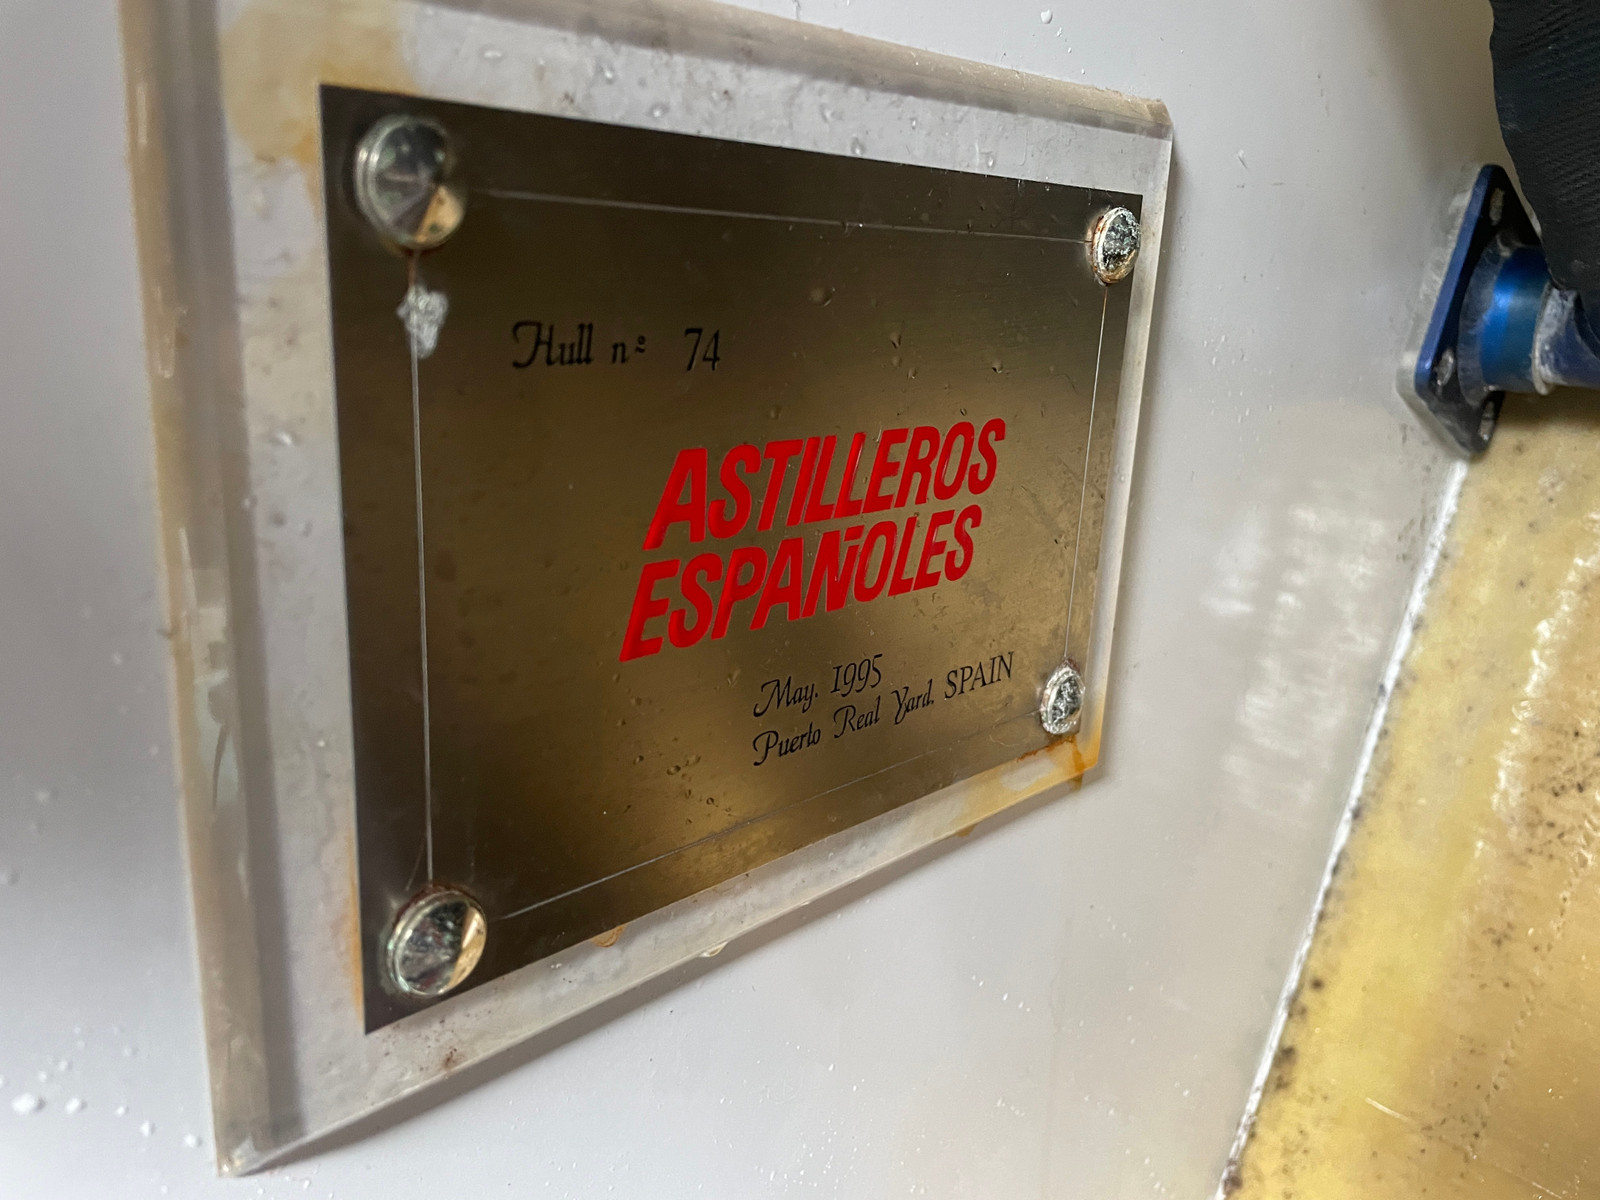 Hull nº 74
ASTILLEROS
ESPAÑOLES
May. 1995
Puerto Real Yard. SPAIN